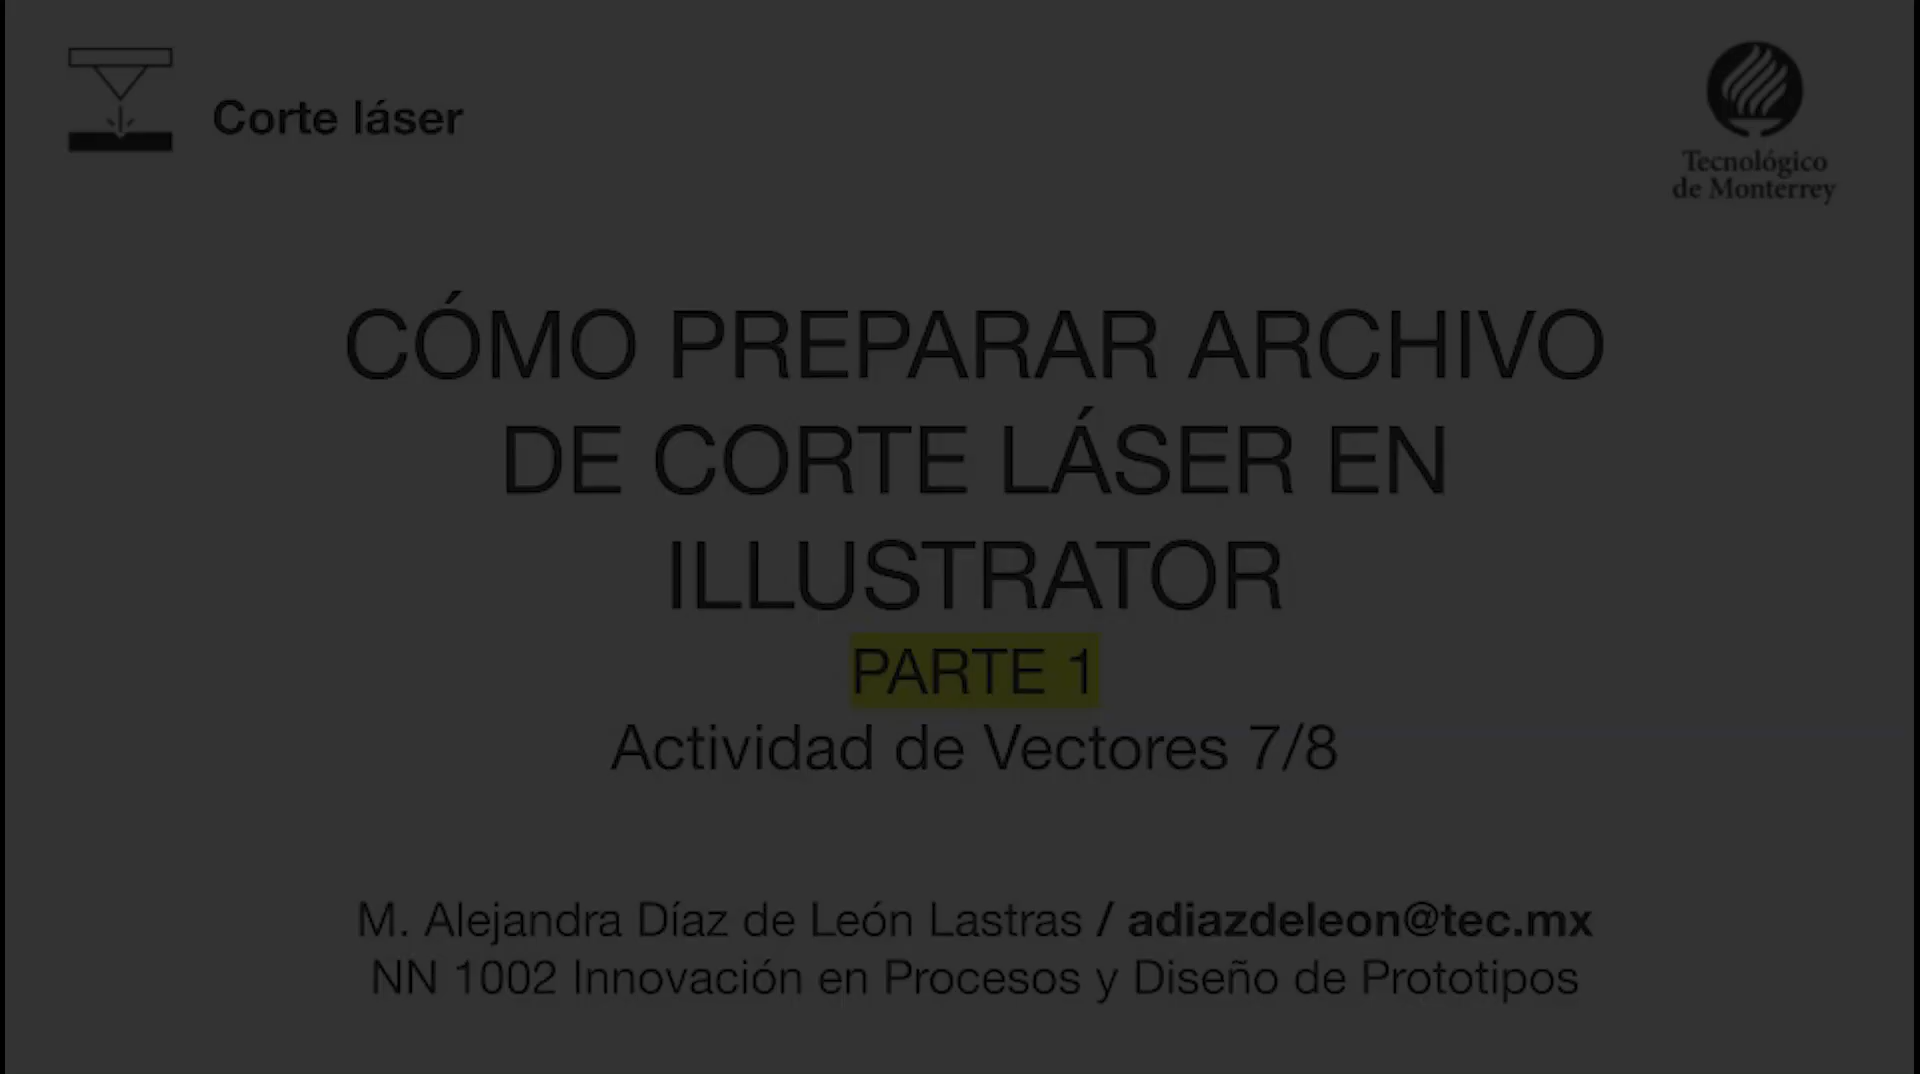 Corte láser
Tecnológico
de Monterrey
CÓMO PREPARAR ARCHIVO
DE CORTE LÁSER EN
ILLUSTRATOR
PARTE 1
Actividad de Vectores 7/8
M. Alejandra Díaz de León Lastras / adiazdeleon@tec.mx
NN 1002 Innovación en Procesos y Diseño de Prototipos